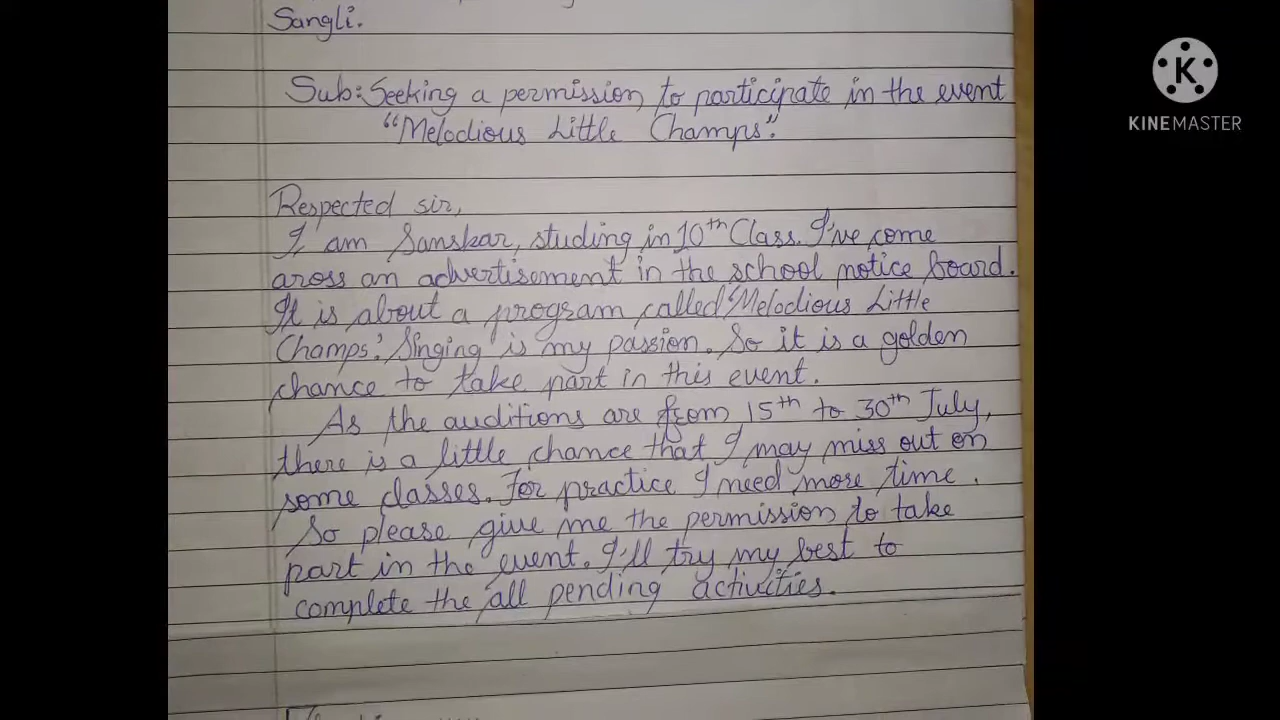 Sangli.
Sub: Seeking a permission to participate in the event
"Melodious Little Champs".
Respected sir,
I am Sanskar, studing in 10th Class. I've come
aross an advertisement in the school notice board.
It is about a program called 'Melodious Little
Champs'. Singing is my passion. So it is a golden
chance to take part in this event.
As the auditions are from 15th to 30th July,
there is a little chance that I may miss out on
some classes. For practice I need more time.
So please give me the permission to take
part in the event. I'll try my best to
complete the all pending activities.
K
KINEMASTER